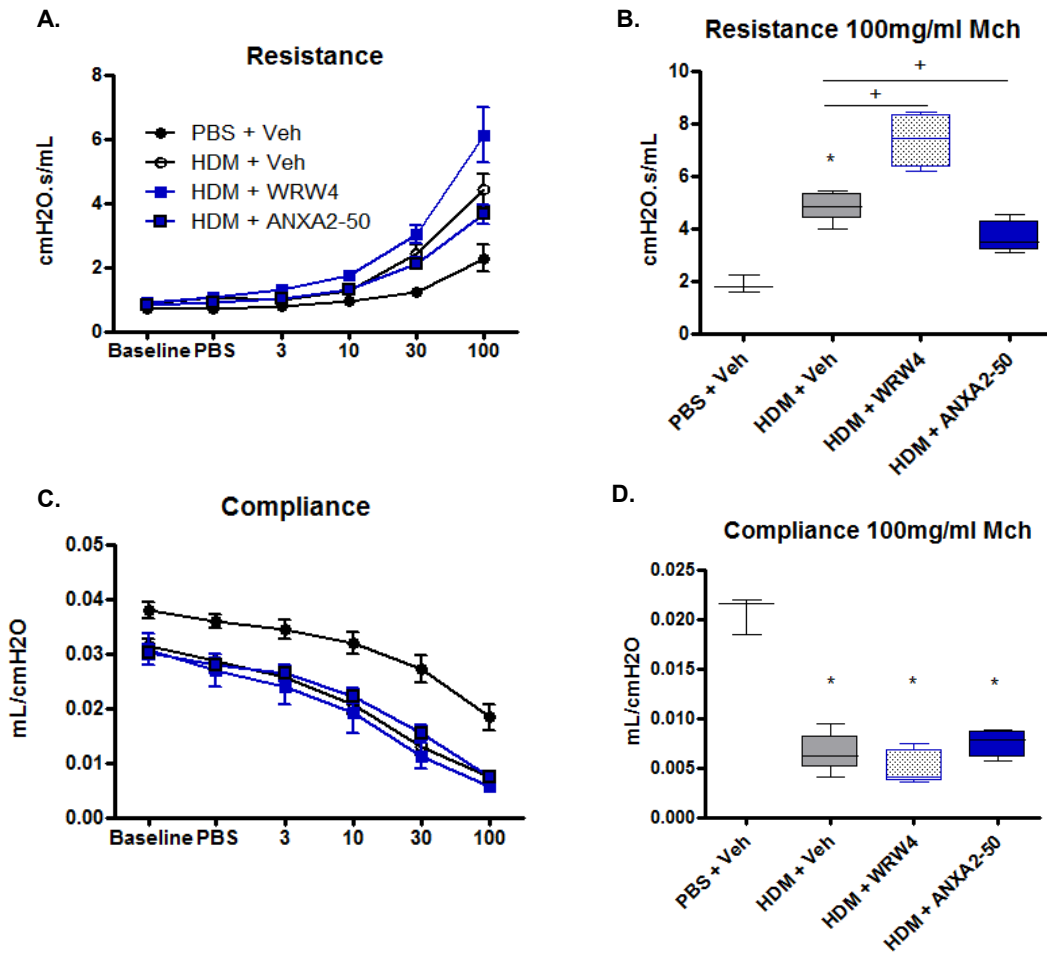 A.
Resistance
cmH2O.s/mL
8
6
4
2
0
PBS + Veh
HDM + Veh
HDM + WRW4
HDM + ANXA2-50
Baseline PBS 3 10 30 100
B.
Resistance 100mg/ml Mch
cmH2O.s/mL
10
8
6
4
2
0
+
+
*
PBS + Veh
HDM + Veh
HDM + WRW4
HDM + ANXA2-50
C.
Compliance
mL/cmH2O
0.05
0.04
0.03
0.02
0.01
0.00
Baseline PBS 3 10 30 100
D.
Compliance 100mg/ml Mch
mL/cmH2O
0.025
0.020
0.015
0.010
0.005
0.000
* * *
PBS + Veh
HDM + Veh
HDM + WRW4
HDM + ANXA2-50